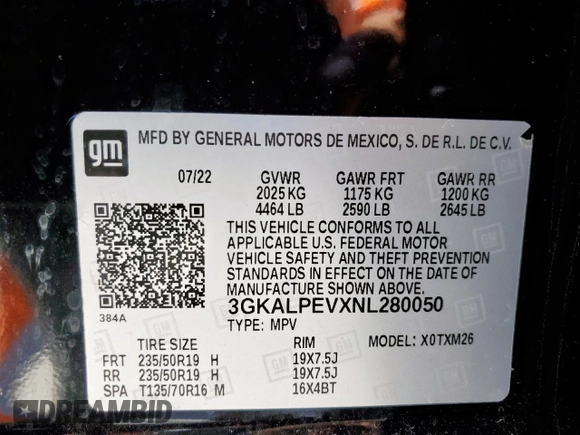 gm
MFD BY GENERAL MOTORS DE MEXICO, S. DE R.L. DE C.V.
07/22 GVWR GAWR FRT GAWR RR
2025 KG 1175 KG 1200 KG
4464 LB 2590 LB 2645 LB
THIS VEHICLE CONFORMS TO ALL
APPLICABLE U.S. FEDERAL MOTOR
VEHICLE SAFETY AND THEFT PREVENTION
STANDARDS IN EFFECT ON THE DATE OF
MANUFACTURE SHOWN ABOVE.
384A
3GKALPEVXNL280050
TYPE: MPV MODEL: X0TXM26
TIRE SIZE RIM
FRT 235/50R19 H 19X7.5J
RR 235/50R19 H 19X7.5J
SPA T135/70R16 M 16X4BT
DREAMBID